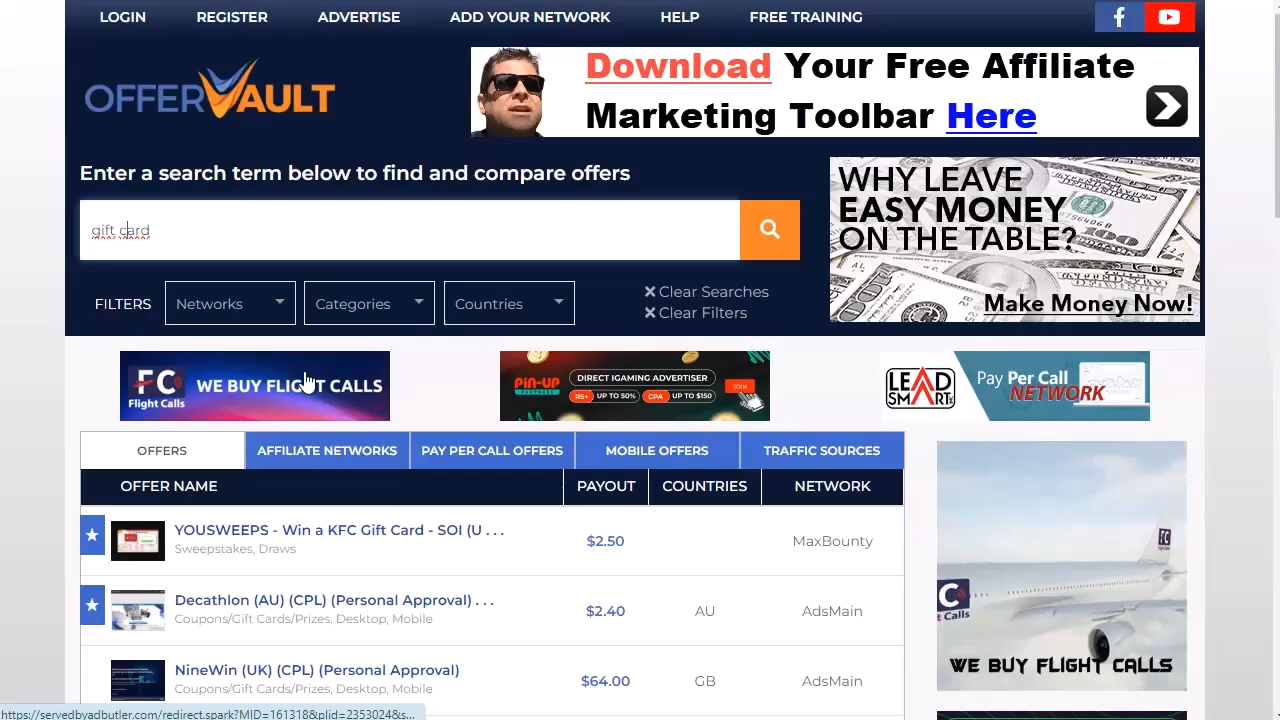 LOGIN
REGISTER
ADVERTISE
ADD YOUR NETWORK
HELP
FREE TRAINING
OFFERVAULT
Download Your Free Affiliate
Marketing Toolbar Here
Enter a search term below to find and compare offers
gift card
WHY LEAVE
EASY MONEY
ON THE TABLE?
Make Money Now!
FILTERS
Networks
Categories
Countries
Clear Searches
Clear Filters
FC
Flight Calls
WE BUY FLIGHT CALLS
PIN-UP
PARTNERS
DIRECT IGAMING ADVERTISER
RS+ UP TO 50%
CPA UP TO $150
JOIN
LEAD
SMART
Pay Per Call
NETWORK
OFFERS
AFFILIATE NETWORKS
PAY PER CALL OFFERS
MOBILE OFFERS
TRAFFIC SOURCES
OFFER NAME
PAYOUT
COUNTRIES
NETWORK
YOUSWEEPS - Win a KFC Gift Card - SOI (U . . .
Sweepstakes, Draws
$2.50
MaxBounty
Decathlon (AU) (CPL) (Personal Approval) . . .
Coupons/Gift Cards/Prizes, Desktop, Mobile
$2.40
AU
AdsMain
NineWin (UK) (CPL) (Personal Approval)
Coupons/Gift Cards/Prizes, Desktop, Mobile
$64.00
GB
AdsMain
FC
C
t Calls
WE BUY FLIGHT CALLS
https://servedbyadbutler.com/redirect.spark?MID=161318&plid=2353024&s...